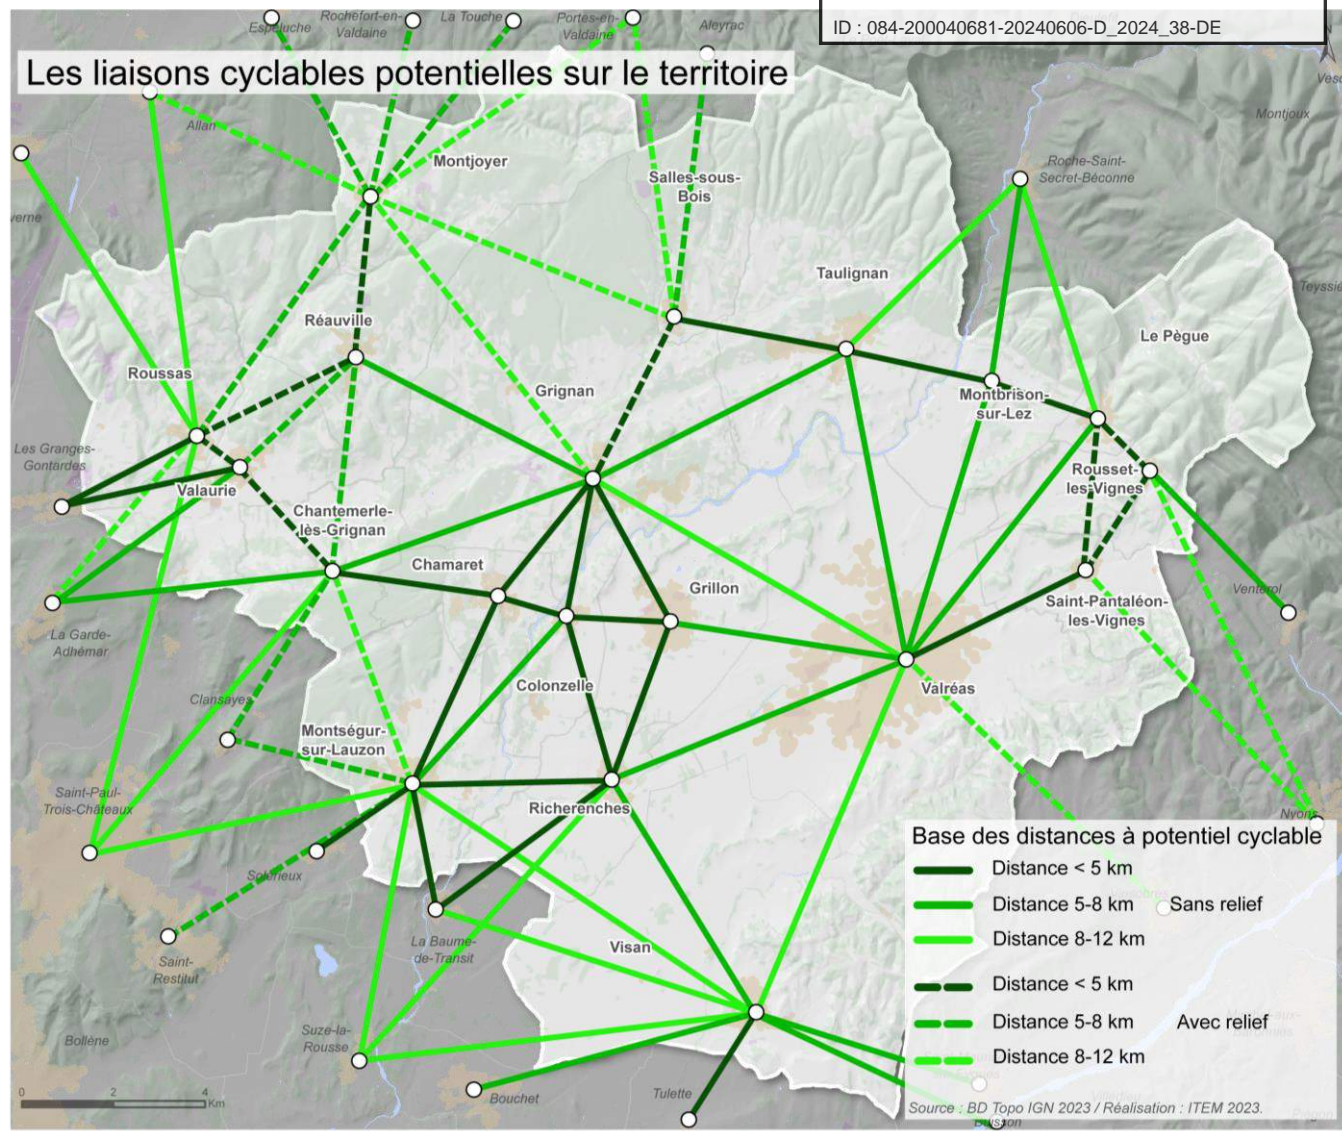 ID : 084-200040681-20240606-D_2024_38-DE
Espeluche
Rochefort-en-
Valdaine
La Touche
Portes-en-
Valdaine
Aleyrac
Les liaisons cyclables potentielles sur le territoire
Allan
Montjoux
Montjoyer
Roche-Saint-
Secret-Béconne
Salles-sous-
Bois
Taulignan
Réauville
Le Pègue
Roussas
Grignan
Montbrison-
sur-Lez
Les Granges-
Gontardes
Valaurie
Rousset-
les-Vignes
Chantemerle-
lès-Grignan
Chamaret
Grillon
Venterol
Saint-Pantaléon-
les-Vignes
La Garde-
Adhémar
Colonzelle
Valréas
Clansayes
Montségur-
sur-Lauzon
Saint-Paul-
Trois-Châteaux
Richerenches
Nyons
Solérieux
Base des distances à potentiel cyclable
Distance < 5 km
Distance 5-8 km
Sans relief
Distance 8-12 km
Distance < 5 km
Distance 5-8 km
Avec relief
Distance 8-12 km
La Baume-
de-Transit
Visan
Saint-
Restitut
Suze-la-
Rousse
Bollène
Bouchet
Tulette
0 2 4
Km
Source : BD Topo IGN 2023 / Réalisation : ITEM 2023.
Buisson